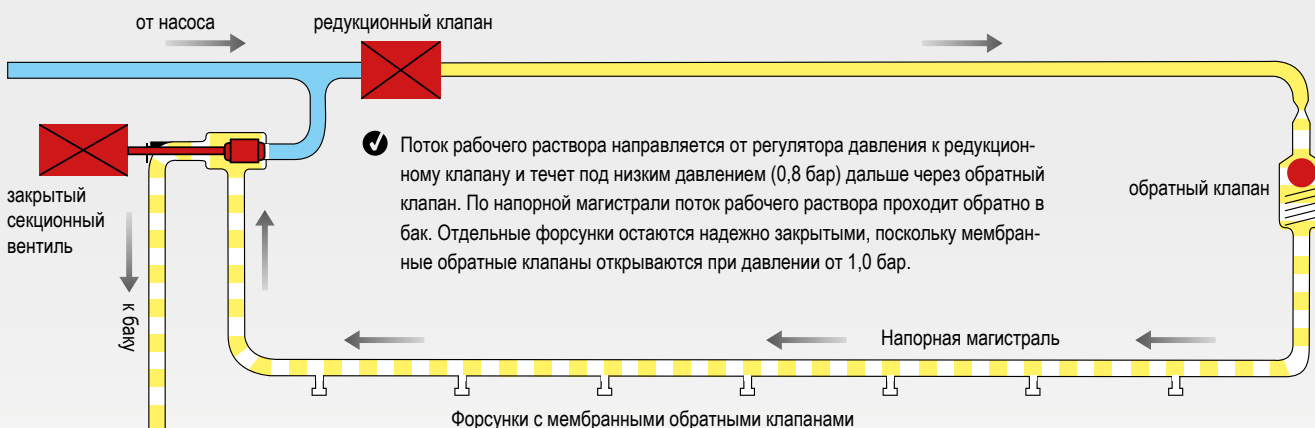 от насоса
редукционный клапан
Поток рабочего раствора направляется от регулятора давления к редукцион-
ному клапану и течет под низким давлением (0,8 бар) дальше через обратный
клапан. По напорной магистрали поток рабочего раствора проходит обратно в
бак. Отдельные форсунки остаются надежно закрытыми, поскольку мембран-
ные обратные клапаны открываются при давлении от 1,0 бар.
закрытый
секционный
вентиль
обратный клапан
к баку
Напорная магистраль
Форсунки с мембранными обратными клапанами